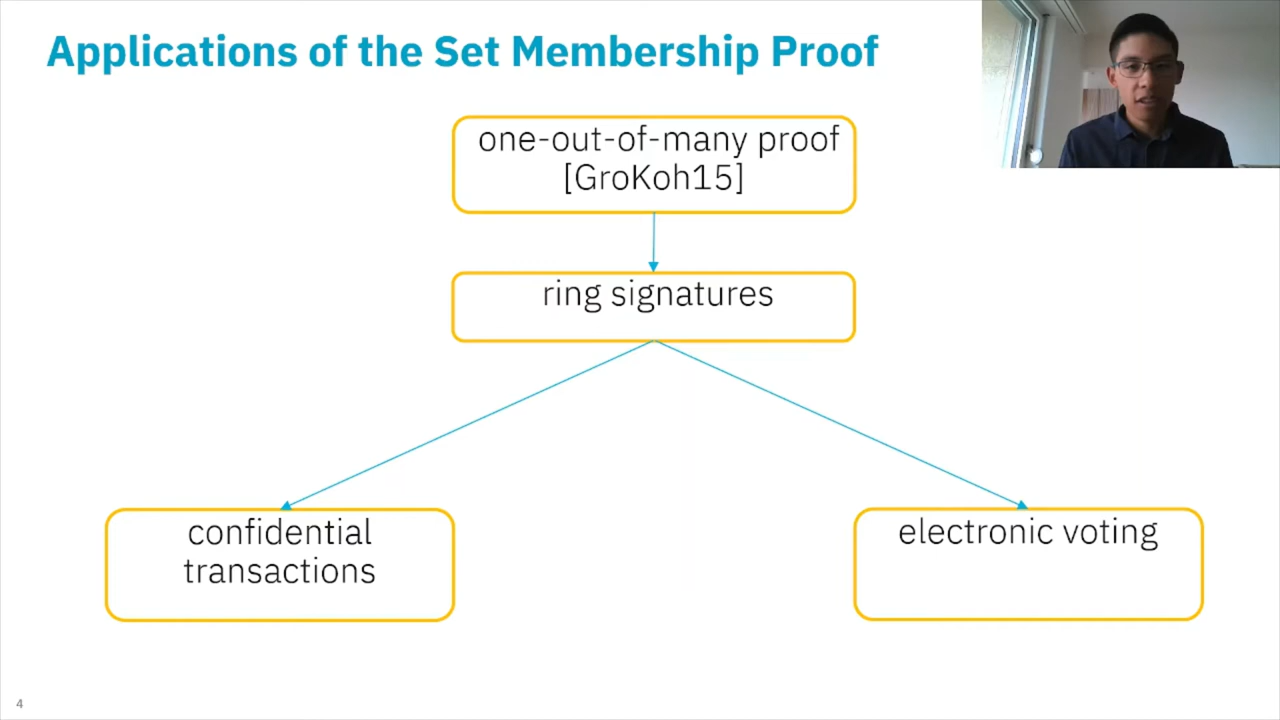 Applications of the Set Membership Proof
one-out-of-many proof
[GroKoh15]
ring signatures
confidential
transactions
electronic voting
4